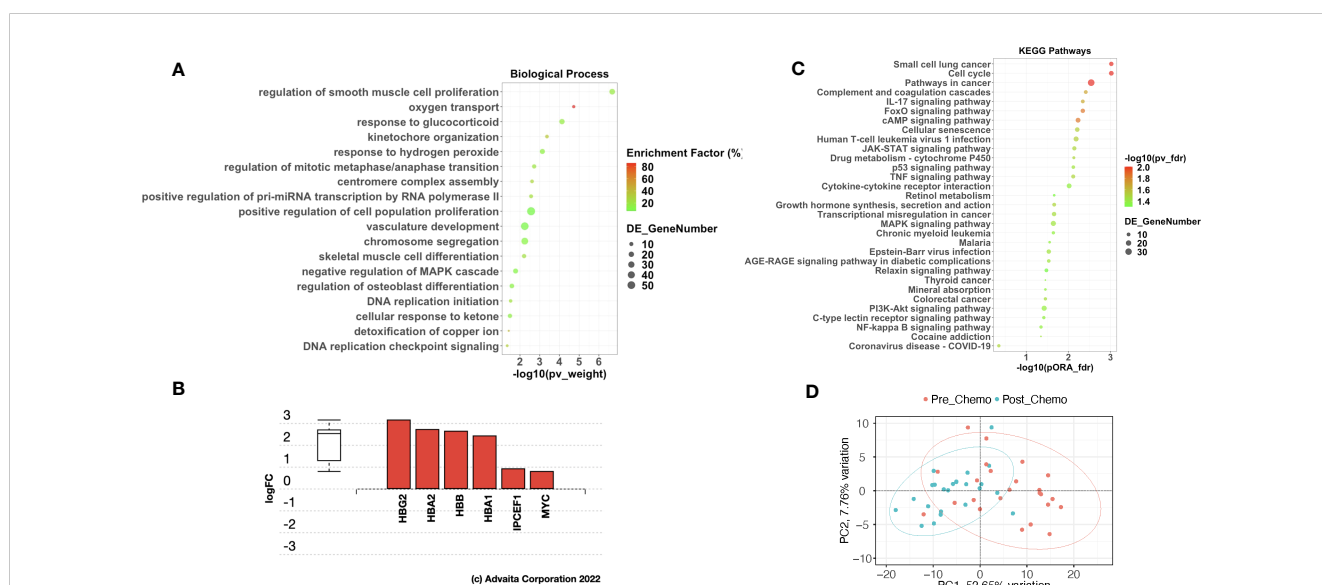 A
Biological Process
regulation of smooth muscle cell proliferation
oxygen transport
response to glucocorticoid
kinetochore organization
response to hydrogen peroxide
regulation of mitotic metaphase/anaphase transition
centromere complex assembly
positive regulation of pri-miRNA transcription by RNA polymerase II
positive regulation of cell population proliferation
vasculature development
chromosome segregation
skeletal muscle cell differentiation
negative regulation of MAPK cascade
regulation of osteoblast differentiation
DNA replication initiation
cellular response to ketone
detoxification of copper ion
DNA replication checkpoint signaling
2 3 4 5 6
-log10(pv_weight)
Enrichment Factor (%)
80
60
40
20
DE_GeneNumber
10
20
30
40
50
C
KEGG Pathways
Small cell lung cancer
Cell cycle
Pathways in cancer
Complement and coagulation cascades
IL-17 signaling pathway
FoxO signaling pathway
cAMP signaling pathway
Cellular senescence
Human T-cell leukemia virus 1 infection
JAK-STAT signaling pathway
Drug metabolism - cytochrome P450
p53 signaling pathway
TNF signaling pathway
Cytokine-cytokine receptor interaction
Retinol metabolism
Growth hormone synthesis, secretion and action
Transcriptional misregulation in cancer
MAPK signaling pathway
Chronic myeloid leukemia
Malaria
Epstein-Barr virus infection
AGE-RAGE signaling pathway in diabetic complications
Relaxin signaling pathway
Thyroid cancer
Mineral absorption
Colorectal cancer
PI3K-Akt signaling pathway
C-type lectin receptor signaling pathway
NF-kappa B signaling pathway
Cocaine addiction
Coronavirus disease - COVID-19
1 2 3
-log10(pORA_fdr)
-log10(pv_fdr)
2.0
1.8
1.6
1.4
DE_GeneNumber
10
20
30
B
logFC
3
2
1
0
-1
-2
-3
HBG2
HBA2
HBB
HBA1
IPCEF1
MYC
(c) Advaita Corporation 2022
D
Pre_Chemo Post_Chemo
PC2, 7.76% variation
10
5
0
−5
−10
−20 −10 0 10 20
PC1, 52.65% variation